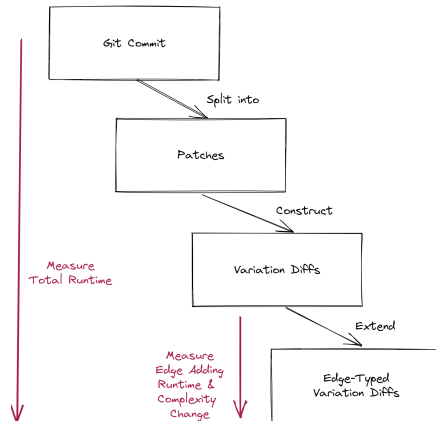 Git Commit
Split into
Patches
Construct
Measure
Total Runtime
Variation Diffs
Extend
Measure
Edge Adding
Runtime &
Complexity
Change
Edge-Typed
Variation Diffs